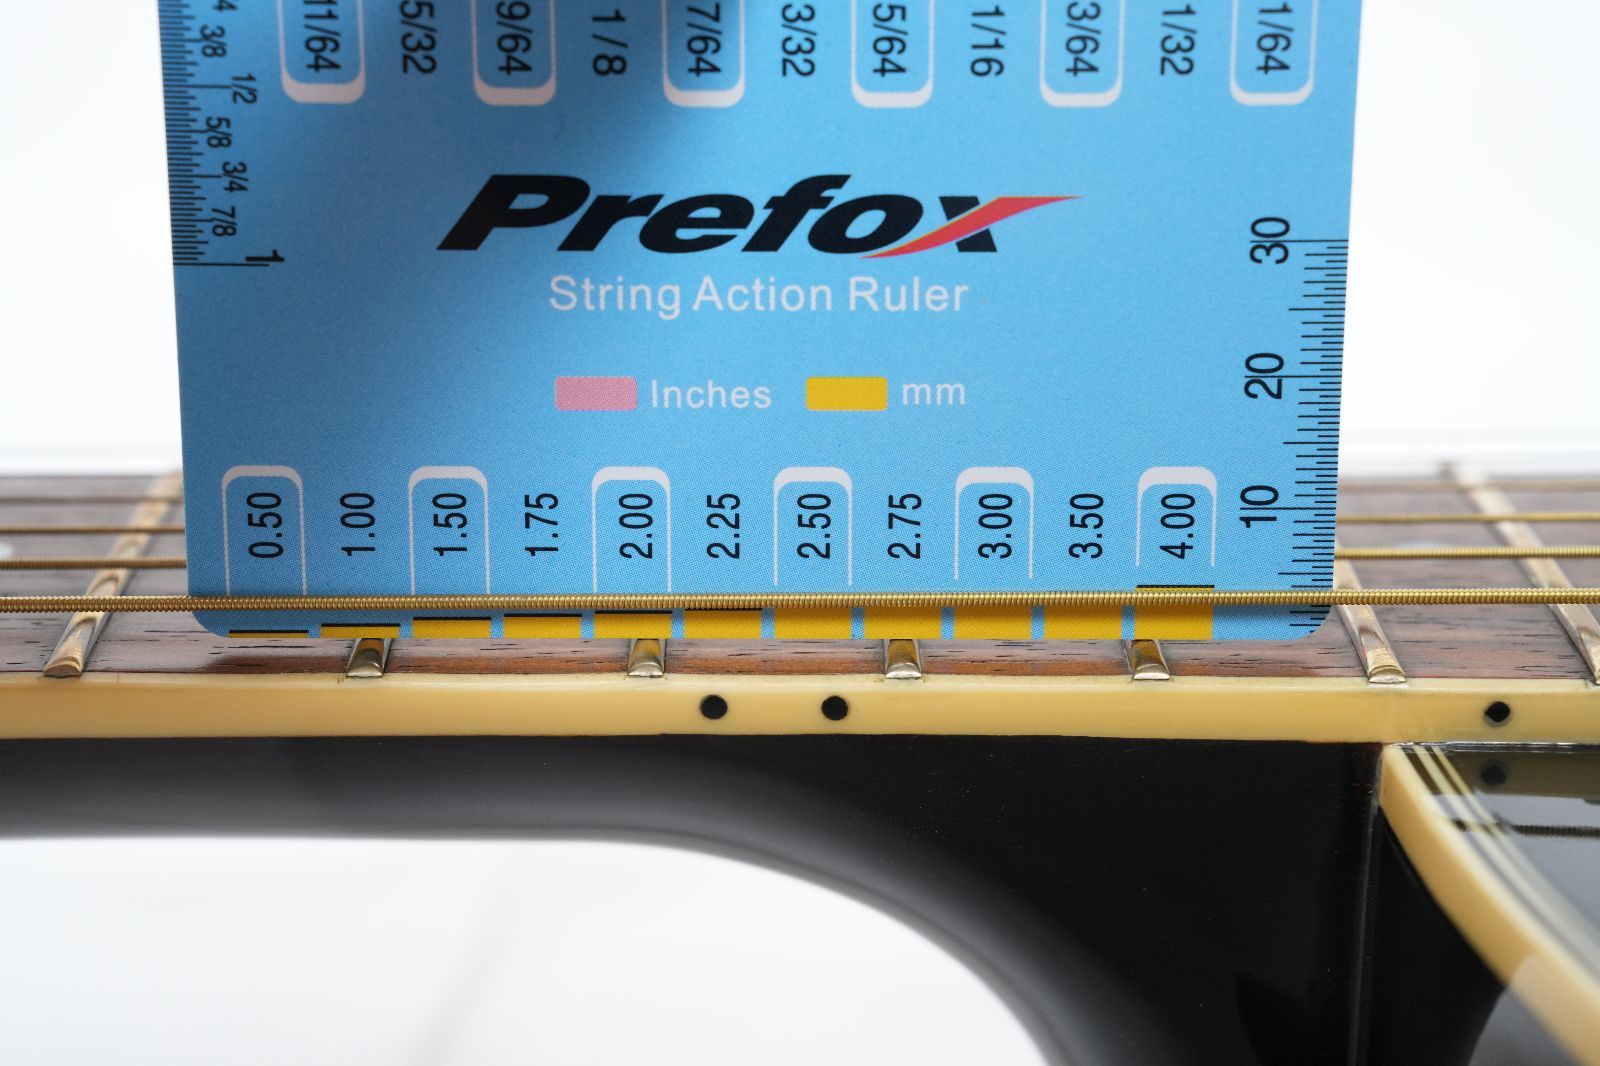 11/64 5/32 9/64 1/8 7/64 3/32 5/64 1/16 3/64 1/32 1/64
3/8
1/2
5/8
3/4
7/8
1
Prefox
String Action Ruler
Inches mm
30
20
10
0.50 1.00 1.50 1.75 2.00 2.25 2.50 2.75 3.00 3.50 4.00